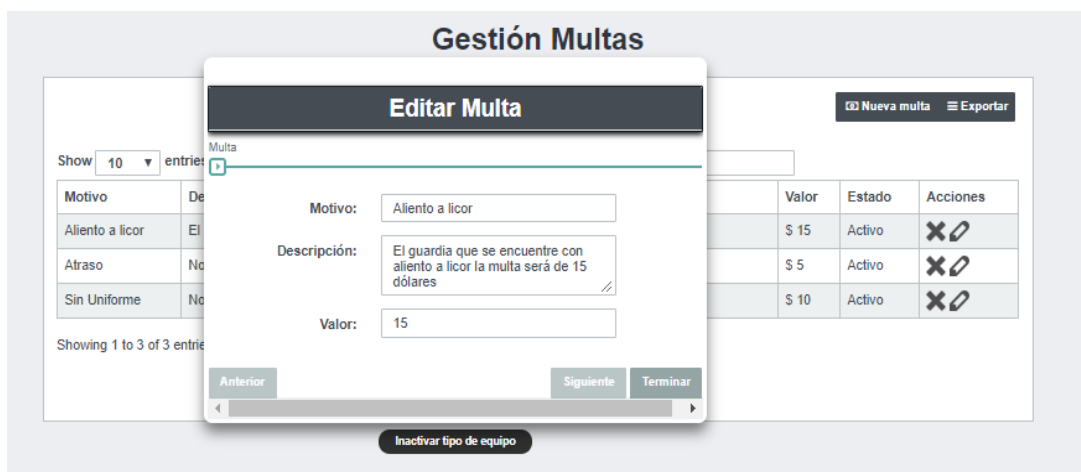 Gestión Multas
Nueva multa Exportar
Editar Multa
Multa
Show 10 entries
Motivo Valor Estado Acciones
Aliento a licor El $ 15 Activo
Atraso No $ 5 Activo
Sin Uniforme No $ 10 Activo
Showing 1 to 3 of 3
Motivo: Aliento a licor
Descripción: El guardia que se encuentre con
aliento a licor la multa será de 15
dólares
Valor: 15
Anterior Siguiente Terminar
Inactivar tipo de equipo